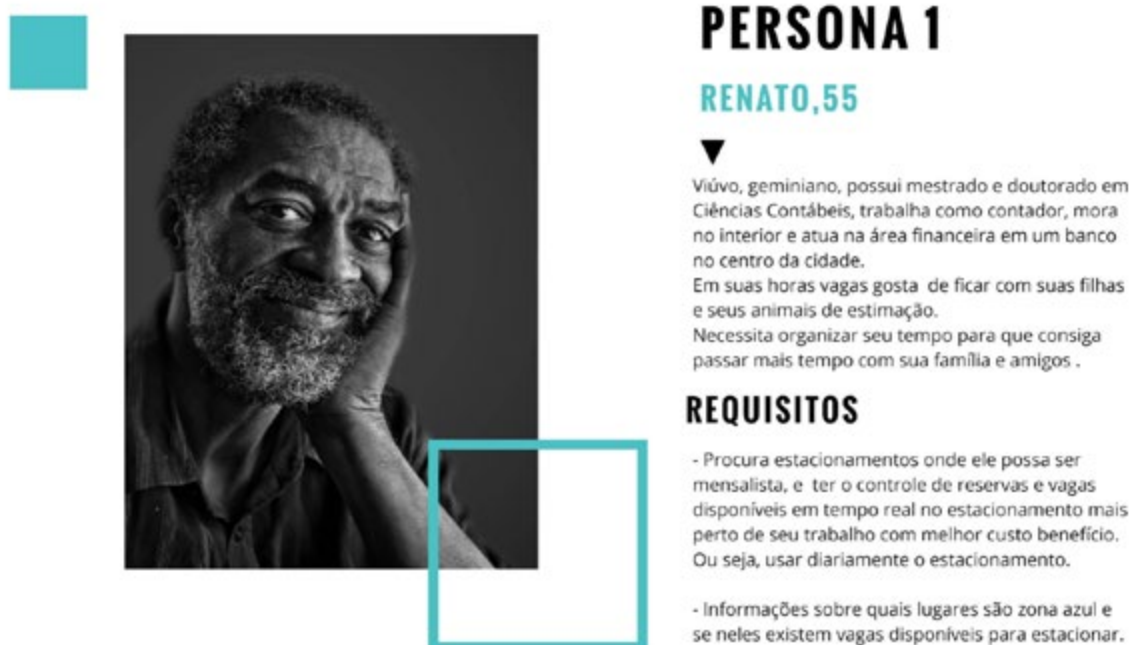 PERSONA 1
RENATO,55
Viúvo, geminiano, possui mestrado e doutorado em
Ciências Contábeis, trabalha como contador, mora
no interior e atua na área financeira em um banco
no centro da cidade.
Em suas horas vagas gosta de ficar com suas filhas
e seus animais de estimação.
Necessita organizar seu tempo para que consiga
passar mais tempo com sua família e amigos .
REQUISITOS
- Procura estacionamentos onde ele possa ser
mensalista, e ter o controle de reservas e vagas
disponíveis em tempo real no estacionamento mais
perto de seu trabalho com melhor custo benefício.
Ou seja, usar diariamente o estacionamento.
- Informações sobre quais lugares são zona azul e
se neles existem vagas disponíveis para estacionar.